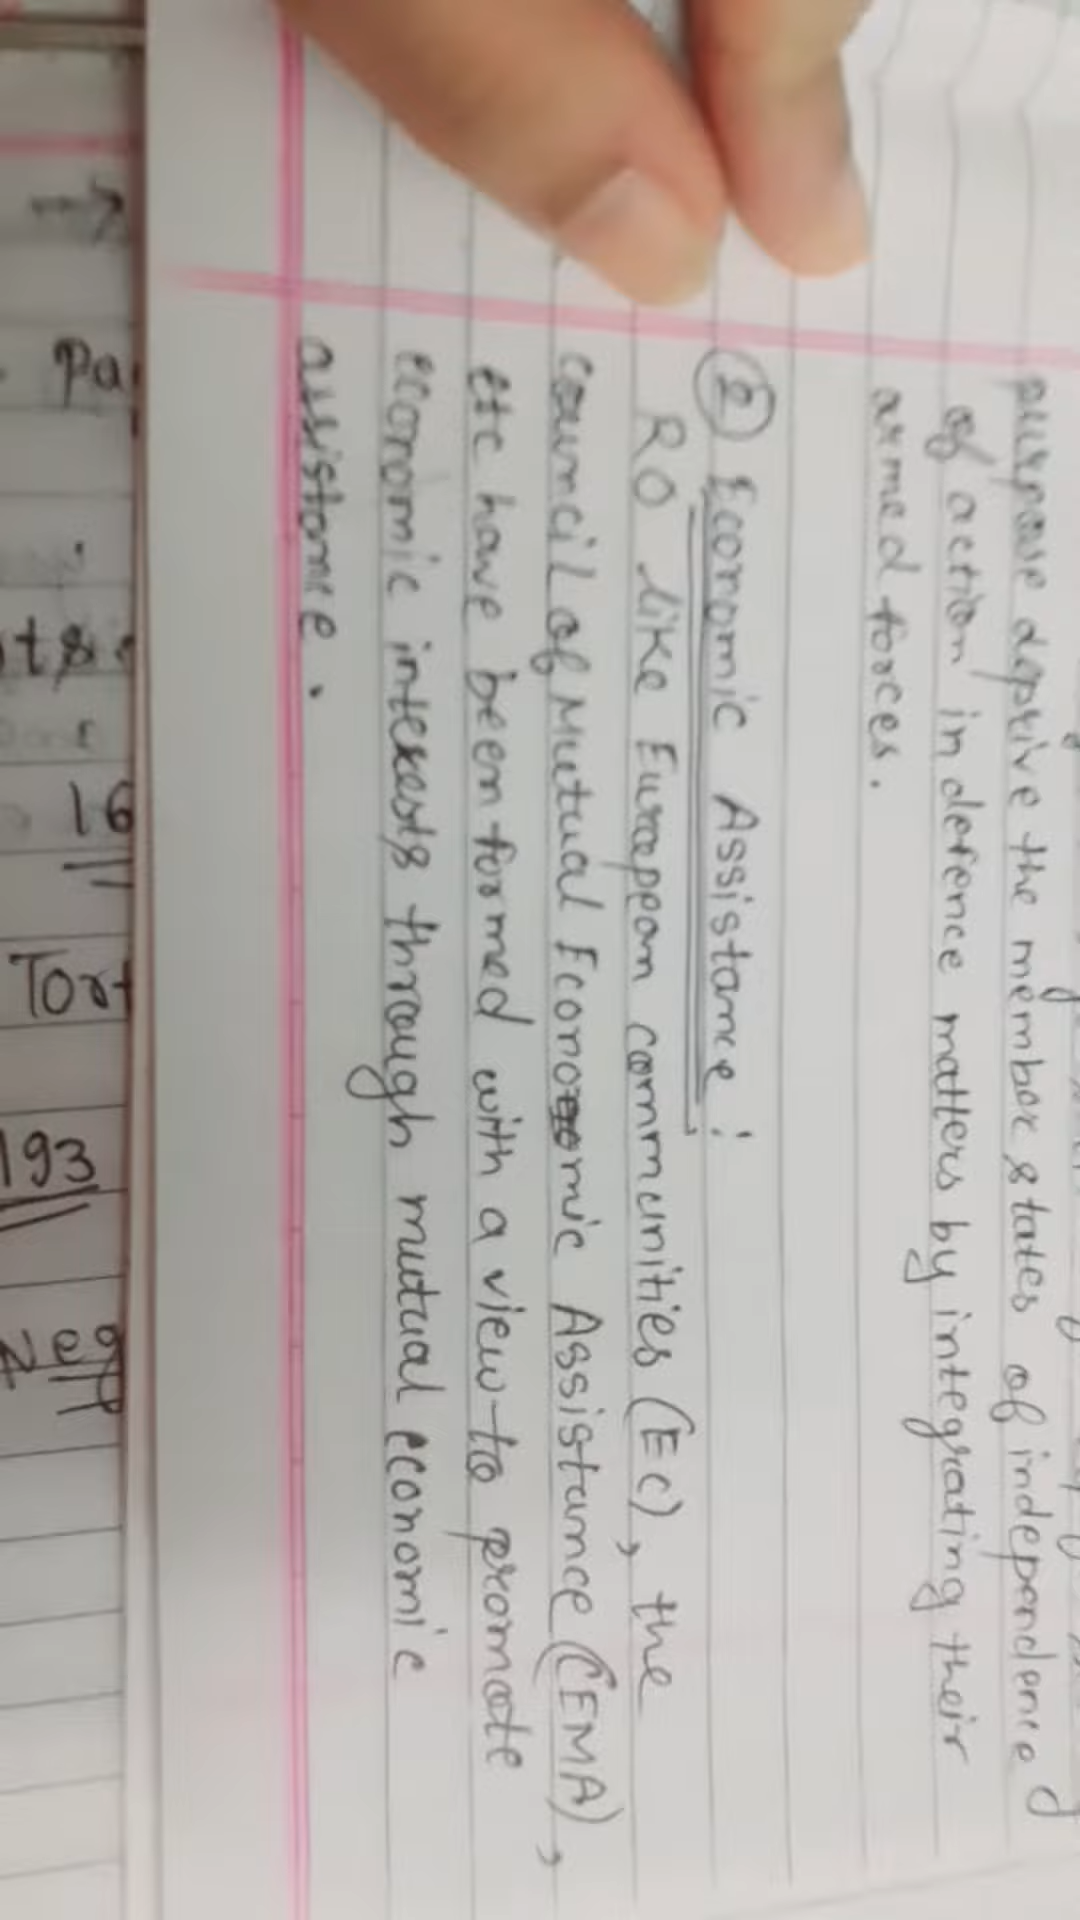 purpose deprive the member states of independence
of action in defence matters by integrating their
armed forces.
② Economic Assistance :
RO like Europpean communities (EC), the
council of Mutual Economic Assistance (CEMA),
etc have been formed with a view to promote
economic interests through mutual economic
assistance.
Pa
ts
16
Tort
193
Neg